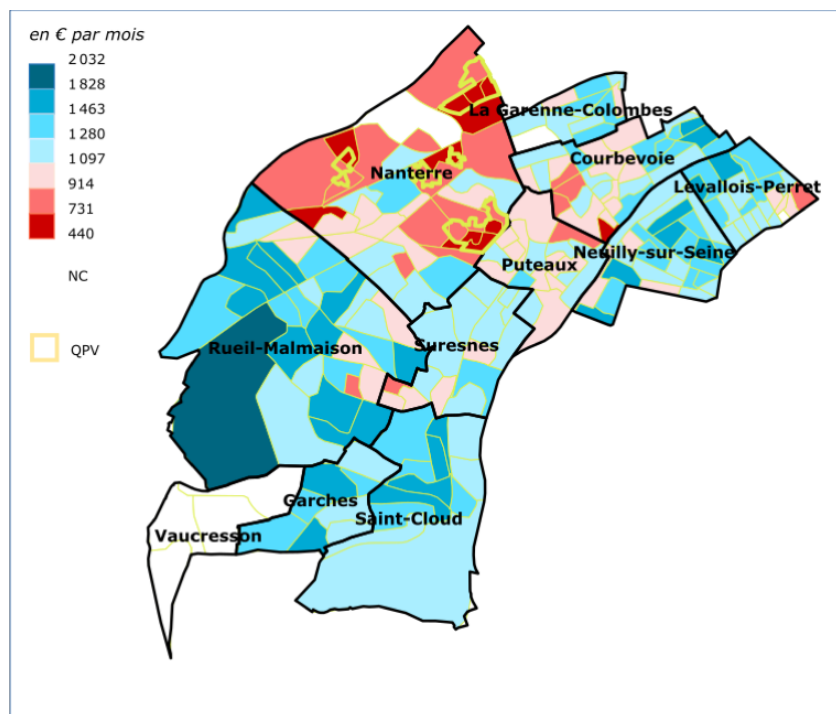 en € par mois
2 032
1 828
1 463
1 280
1 097
914
731
440
NC
QPV
La Garenne-Colombes
Courbevoie
Nanterre
Levallois-Perret
Neuilly-sur-Seine
Puteaux
Suresnes
Rueil-Malmaison
Garches
Saint-Cloud
Vaucresson